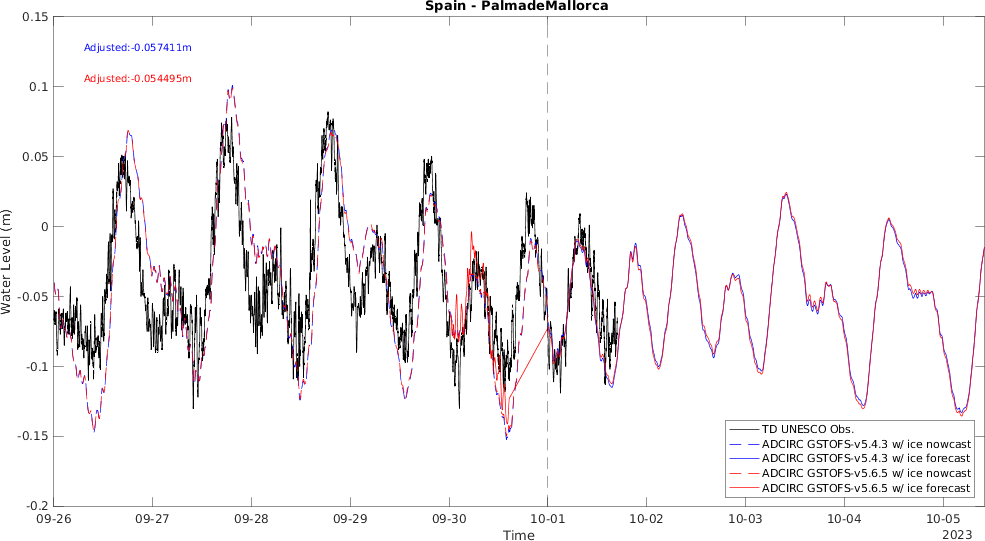 Spain - PalmadeMallorca
0.15
0.1
0.05
0
-0.05
-0.1
-0.15
-0.2
Water Level (m)
Adjusted:-0.057411m
Adjusted:-0.054495m
TD UNESCO Obs.
ADCIRC GSTOFS-v5.4.3 w/ ice nowcast
ADCIRC GSTOFS-v5.4.3 w/ ice forecast
ADCIRC GSTOFS-v5.6.5 w/ ice nowcast
ADCIRC GSTOFS-v5.6.5 w/ ice forecast
09-26 09-27 09-28 09-29 09-30 10-01 10-02 10-03 10-04 10-05
Time
2023